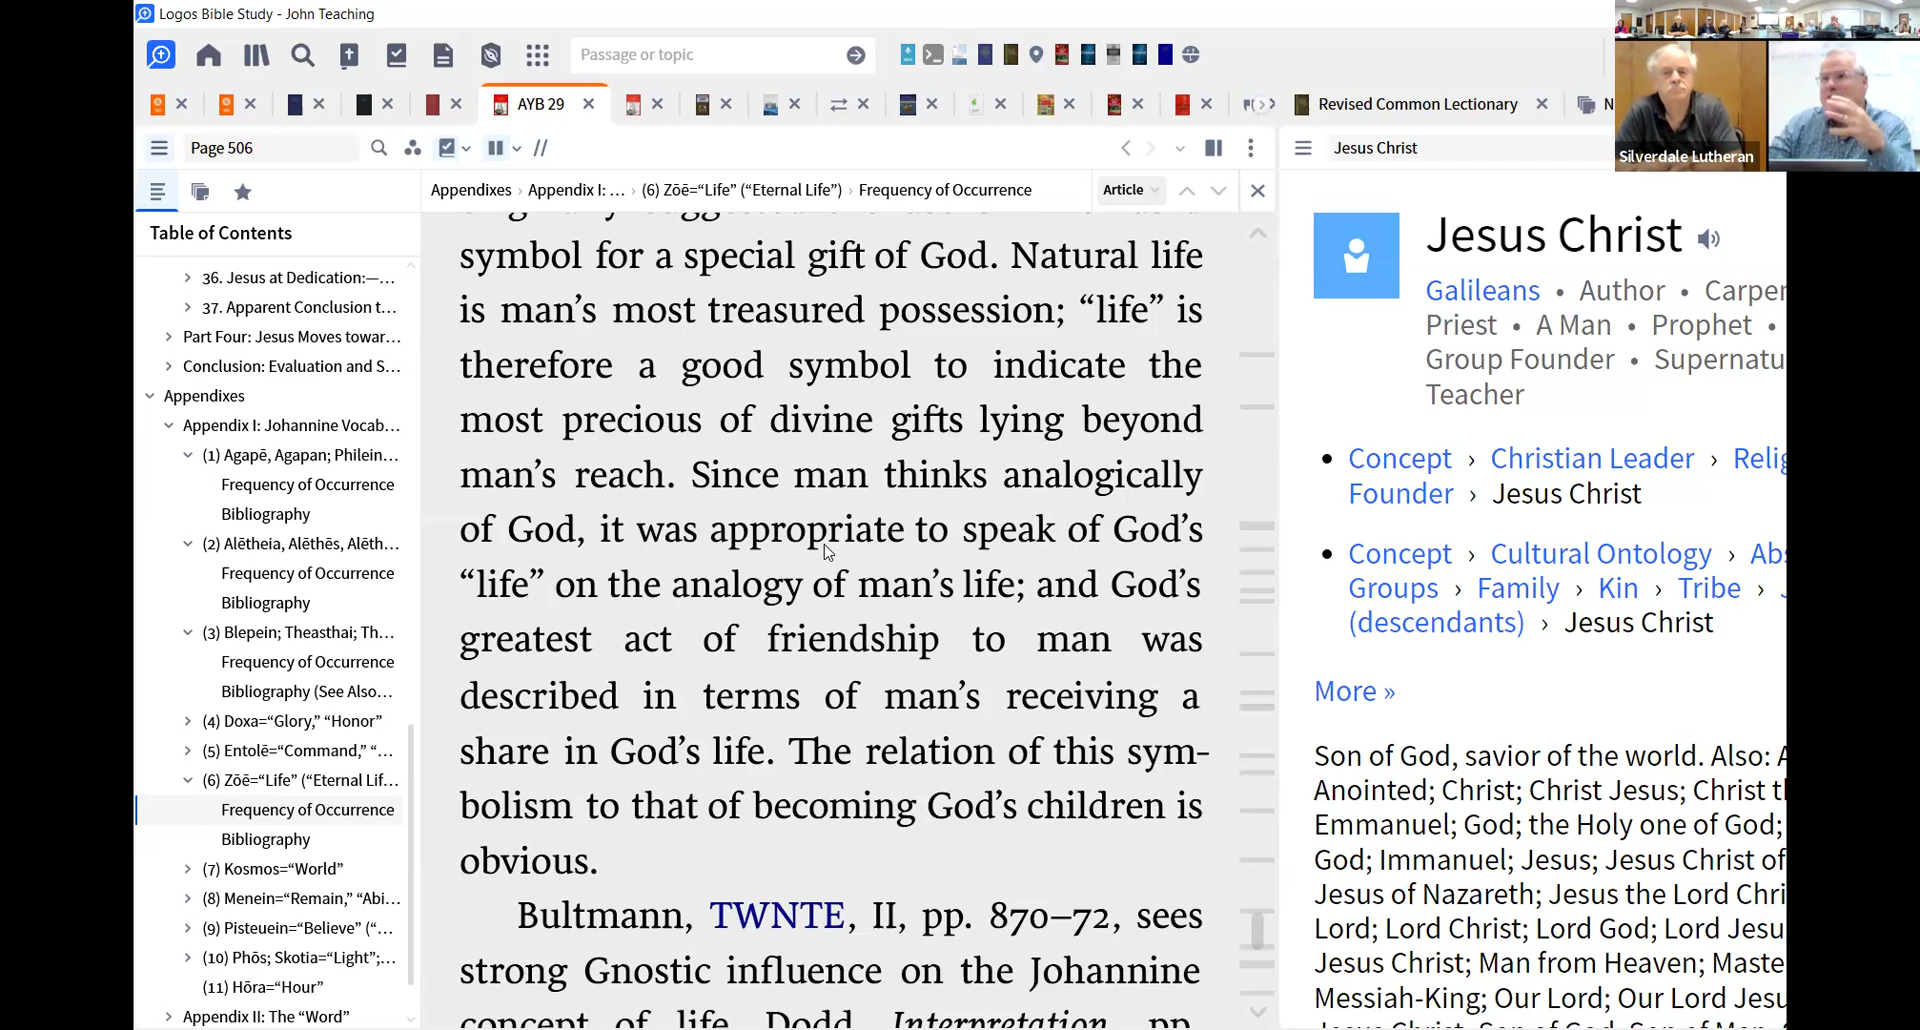 Logos Bible Study - John Teaching
Passage or topic
AYB 29
Revised Common Lectionary
N
Page 506
Jesus Christ
Silverdale Lutheran
Appendixes › Appendix I: ... › (6) Zōē=“Life” (“Eternal Life”) › Frequency of Occurrence
Article
Table of Contents
36. Jesus at Dedication:—...
37. Apparent Conclusion t...
Part Four: Jesus Moves towar...
Conclusion: Evaluation and S...
Appendixes
Appendix I: Johannine Vocab...
(1) Agapē, Agapan; Philein...
Frequency of Occurrence
Bibliography
(2) Alētheia, Alēthēs, Alēth...
Frequency of Occurrence
Bibliography
(3) Blepein; Theasthai; Th...
Frequency of Occurrence
Bibliography (See Also...
(4) Doxa=“Glory,” “Honor”
(5) Entolē=“Command,” “...
(6) Zōē=“Life” (“Eternal Lif...
Frequency of Occurrence
Bibliography
(7) Kosmos=“World”
(8) Menein=“Remain,” “Abi...
(9) Pisteuein=“Believe” (“...
(10) Phōs; Skotia=“Light”;...
(11) Hōra=“Hour”
Appendix II: The “Word”
symbol for a special gift of God. Natural life
is man’s most treasured possession; “life” is
therefore a good symbol to indicate the
most precious of divine gifts lying beyond
man’s reach. Since man thinks analogically
of God, it was appropriate to speak of God’s
“life” on the analogy of man’s life; and God’s
greatest act of friendship to man was
described in terms of man’s receiving a
share in God’s life. The relation of this sym-
bolism to that of becoming God’s children is
obvious.
Bultmann, TWNTE, II, pp. 870–72, sees
strong Gnostic influence on the Johannine
concept of life. Dodd, Interpretation, pp.
Jesus Christ
Galileans • Author • Carper
Priest • A Man • Prophet •
Group Founder • Supernatu
Teacher
• Concept › Christian Leader › Relig
Founder › Jesus Christ
• Concept › Cultural Ontology › Abs
Groups › Family › Kin › Tribe ›
(descendants) › Jesus Christ
More »
Son of God, savior of the world. Also: A
Anointed; Christ; Christ Jesus; Christ th
Emmanuel; God; the Holy one of God;
God; Immanuel; Jesus; Jesus Christ of
Jesus of Nazareth; Jesus the Lord Chri
Lord; Lord Christ; Lord God; Lord Jesu
Jesus Christ; Man from Heaven; Maste
Messiah-King; Our Lord; Our Lord Jesu